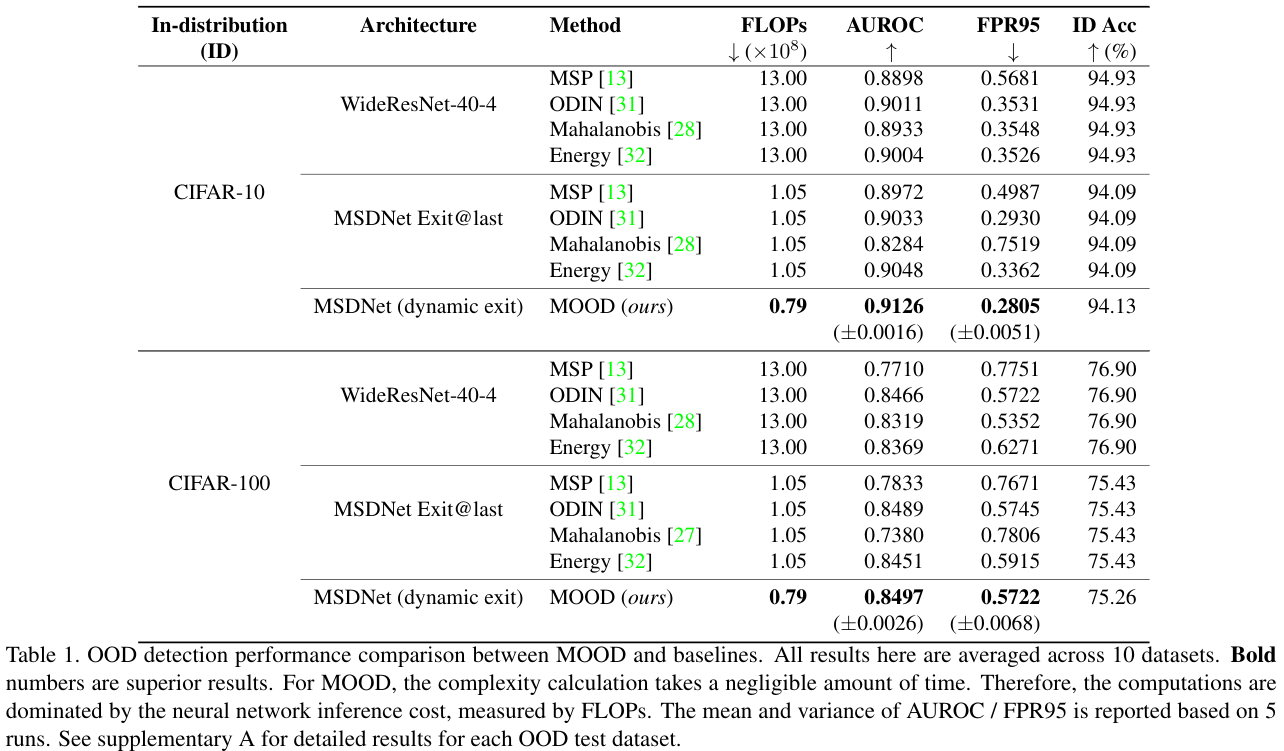 In-distribution Architecture Method FLOPs AUROC FPR95 ID Acc
(ID) ↓ (×10⁸) ↑ ↓ ↑ (%)
MSP [13] 13.00 0.8898 0.5681 94.93
WideResNet-40-4 ODIN [31] 13.00 0.9011 0.3531 94.93
Mahalanobis [28] 13.00 0.8933 0.3548 94.93
Energy [32] 13.00 0.9004 0.3526 94.93
CIFAR-10 MSP [13] 1.05 0.8972 0.4987 94.09
MSDNet Exit@last ODIN [31] 1.05 0.9033 0.2930 94.09
Mahalanobis [28] 1.05 0.8284 0.7519 94.09
Energy [32] 1.05 0.9048 0.3362 94.09
MSDNet (dynamic exit) MOOD (ours) 0.79 0.9126 0.2805 94.13
(±0.0016) (±0.0051)
MSP [13] 13.00 0.7710 0.7751 76.90
WideResNet-40-4 ODIN [31] 13.00 0.8466 0.5722 76.90
Mahalanobis [28] 13.00 0.8319 0.5352 76.90
Energy [32] 13.00 0.8369 0.6271 76.90
CIFAR-100 MSP [13] 1.05 0.7833 0.7671 75.43
MSDNet Exit@last ODIN [31] 1.05 0.8489 0.5745 75.43
Mahalanobis [27] 1.05 0.7380 0.7806 75.43
Energy [32] 1.05 0.8451 0.5915 75.43
MSDNet (dynamic exit) MOOD (ours) 0.79 0.8497 0.5722 75.26
(±0.0026) (±0.0068)
Table 1. OOD detection performance comparison between MOOD and baselines. All results here are averaged across 10 datasets. Bold
numbers are superior results. For MOOD, the complexity calculation takes a negligible amount of time. Therefore, the computations are
dominated by the neural network inference cost, measured by FLOPs. The mean and variance of AUROC / FPR95 is reported based on 5
runs. See supplementary A for detailed results for each OOD test dataset.